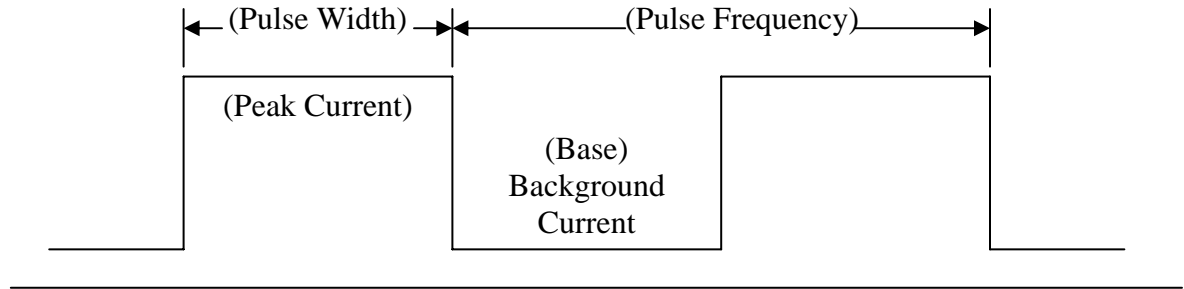 (Pulse Width)
(Pulse Frequency)
(Peak Current)
(Base)
Background
Current